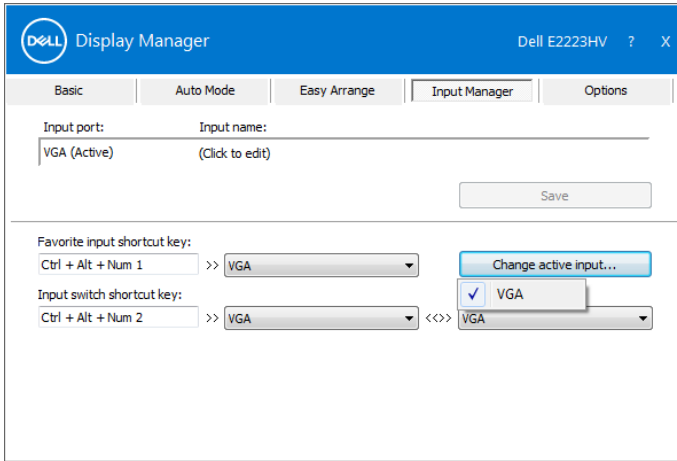 DELL Display Manager Dell E2223HV ? X
Basic Auto Mode Easy Arrange Input Manager Options
Input port: Input name:
VGA (Active) (Click to edit)
Save
Favorite input shortcut key:
Ctrl + Alt + Num 1 >> VGA Change active input...
✓ VGA
Input switch shortcut key:
Ctrl + Alt + Num 2 >> VGA <<>> VGA